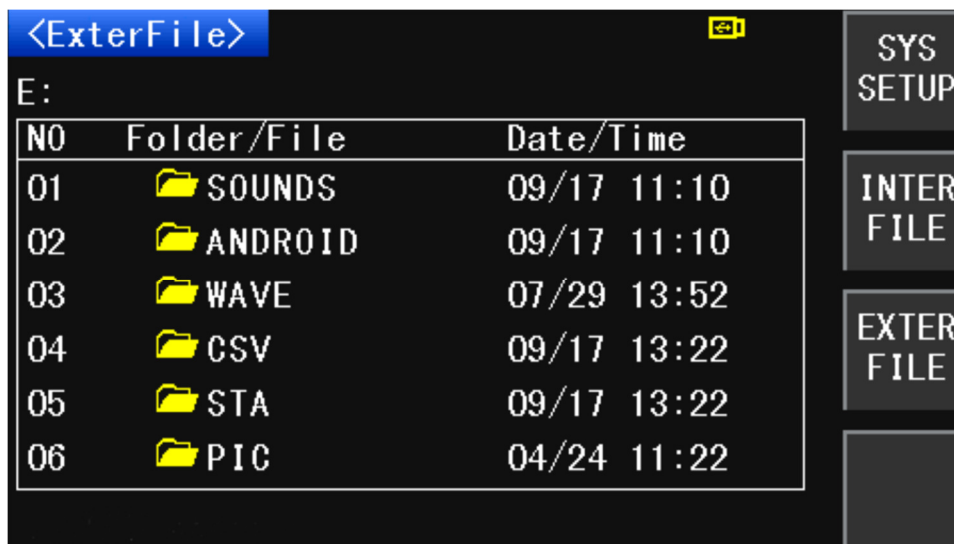 <ExterFile>
E:
NO Folder/File Date/Time
01 SOUNDS 09/17 11:10
02 ANDROID 09/17 11:10
03 WAVE 07/29 13:52
04 CSV 09/17 13:22
05 STA 09/17 13:22
06 PIC 04/24 11:22
SYS
SETUP
INTER
FILE
EXTER
FILE